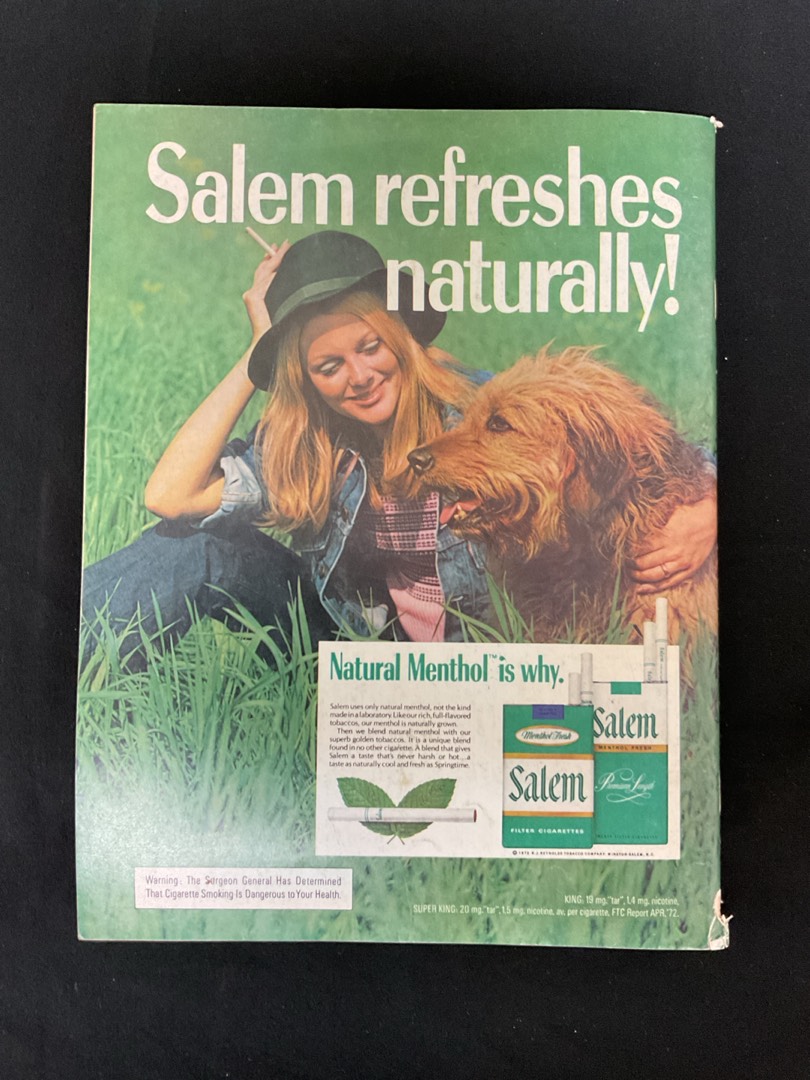 Salem refreshes
naturally!
Natural Menthol™ is why.
Salem uses only natural menthol, not the kind
made in a laboratory. Like our rich, full-flavored
tobaccos, our menthol is naturally grown.
Then we blend natural menthol with our
superb golden tobaccos. It is a unique blend
found in no other cigarette. A blend that gives
Salem a taste that's never harsh or hot...a
taste as naturally cool and fresh as Springtime.
Menthol Fresh
Salem
FILTER CIGARETTES
Salem
MENTHOL FRESH
Premium Length
R.J. REYNOLDS TOBACCO COMPANY, WINSTON-SALEM, N.C.
Warning: The Surgeon General Has Determined
That Cigarette Smoking Is Dangerous to Your Health.
KING: 19 mg."tar", 1.4 mg. nicotine,
SUPER KING: 20 mg."tar", 1.5 mg. nicotine, av. per cigarette, FTC Report APR.'72.